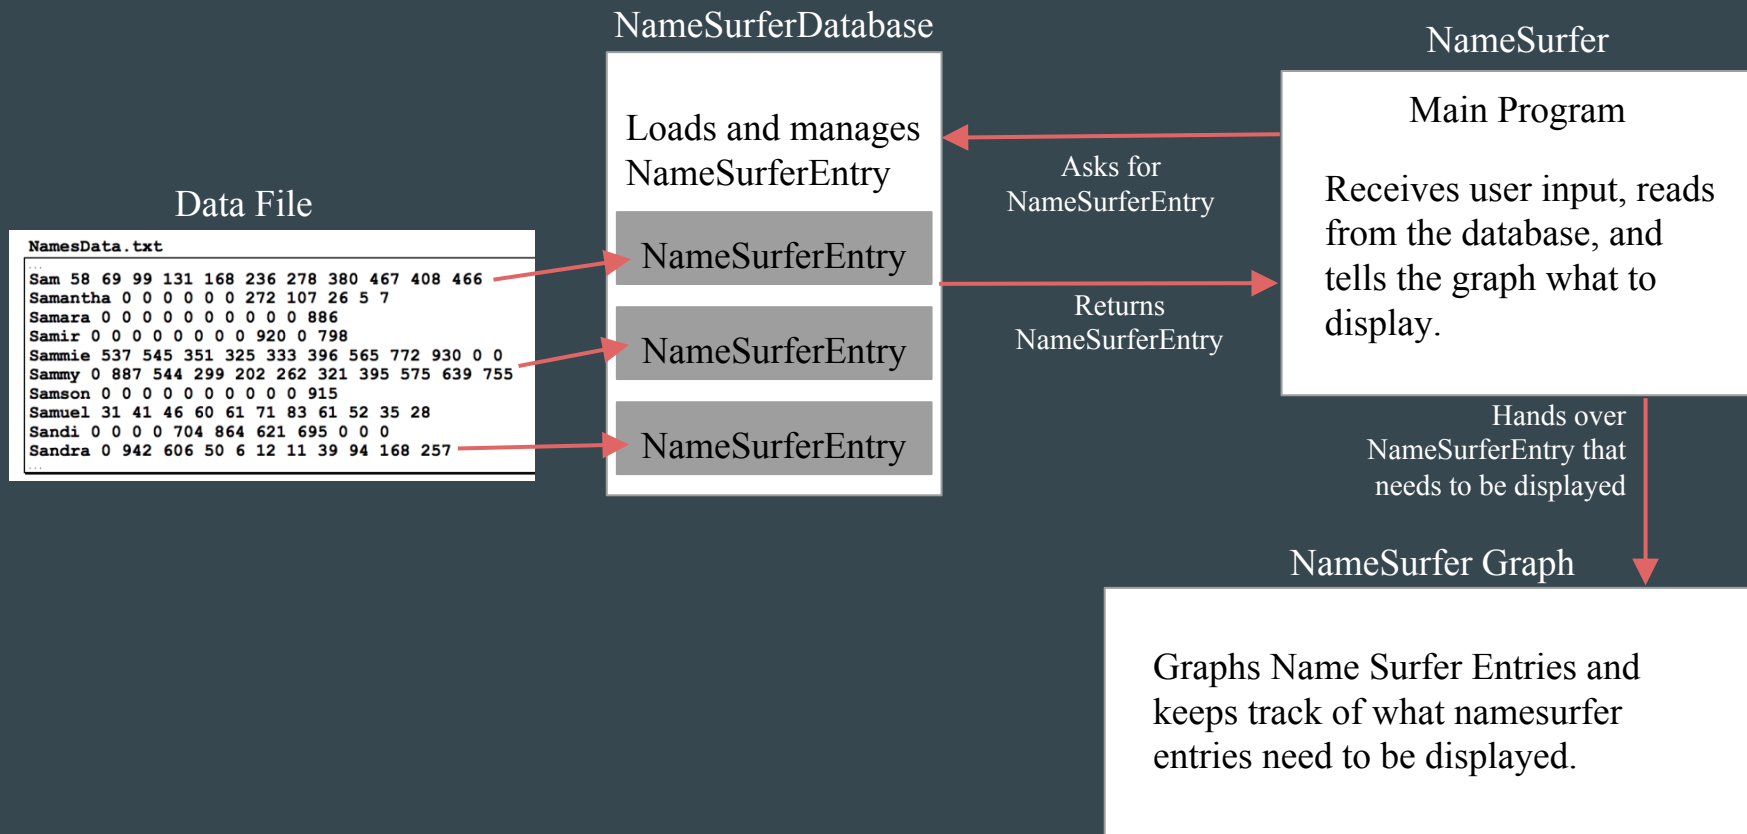 NameSurferDatabase
Loads and manages
NameSurferEntry
NameSurferEntry
NameSurferEntry
NameSurferEntry
Data File
NamesData.txt
...
Sam 58 69 99 131 168 236 278 380 467 408 466
Samantha 0 0 0 0 0 0 272 107 26 5 7
Samara 0 0 0 0 0 0 0 0 0 0 886
Samir 0 0 0 0 0 0 0 0 920 0 798
Sammie 537 545 351 325 333 396 565 772 930 0 0
Sammy 0 887 544 299 202 262 321 395 575 639 755
Samson 0 0 0 0 0 0 0 0 0 0 915
Samuel 31 41 46 60 61 71 83 61 52 35 28
Sandi 0 0 0 0 704 864 621 695 0 0 0
Sandra 0 942 606 50 6 12 11 39 94 168 257
...
Asks for
NameSurferEntry
Returns
NameSurferEntry
NameSurfer
Main Program
Receives user input, reads
from the database, and
tells the graph what to
display.
Hands over
NameSurferEntry that
needs to be displayed
NameSurfer Graph
Graphs Name Surfer Entries and
keeps track of what namesurfer
entries need to be displayed.